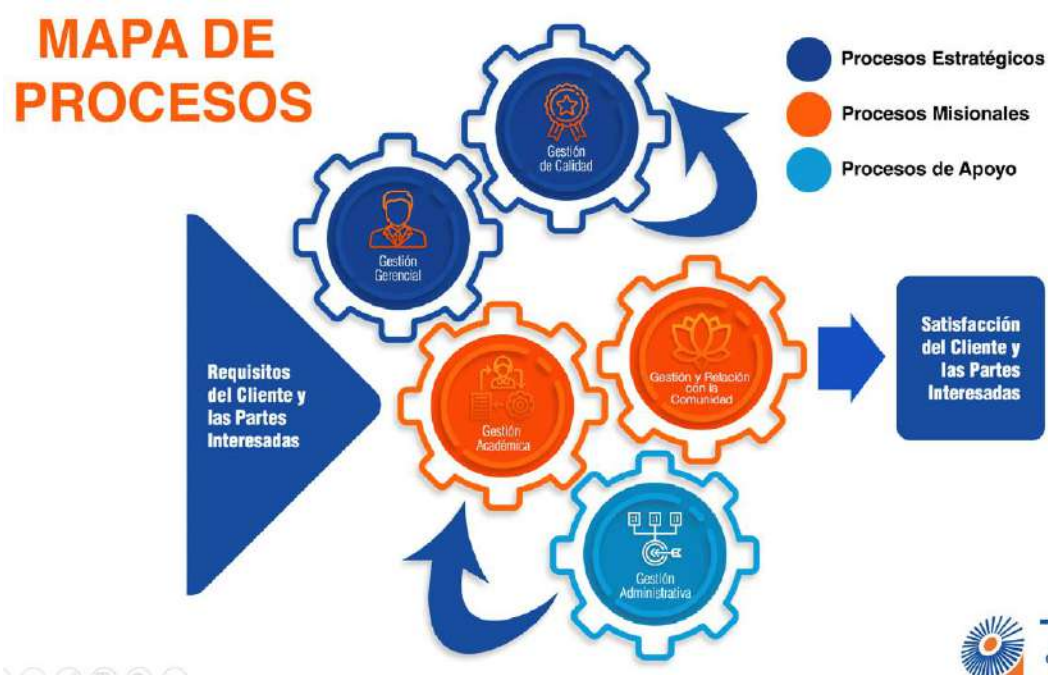 MAPA DE
PROCESOS
Procesos Estratégicos
Procesos Misionales
Procesos de Apoyo
Gestión
de Calidad
Gestión
Gerencial
Requisitos
del Cliente y
las Partes
Interesadas
Gestión
Académica
Gestión y Relación
con la
Comunidad
Gestión
Administrativa
Satisfacción
del Cliente y
las Partes
Interesadas